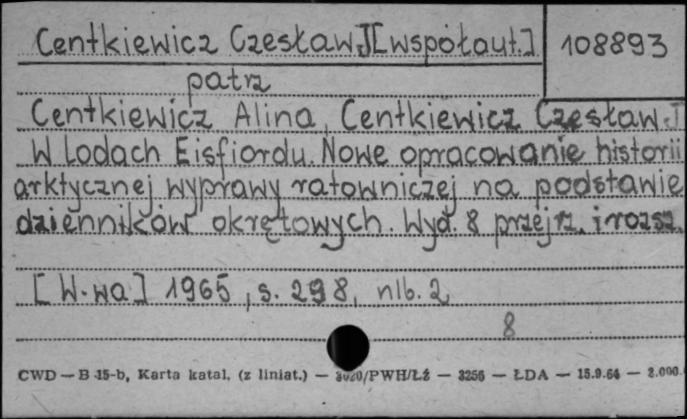 Centkiewicz Czesław J[współaut.] 108893
patrz
Centkiewicz Alina, Centkiewicz Czesław J
W Lodach Eisfiordu. Nowe opracowanie historii
arktycznej wyprawy ratowniczej na podstawie
dzienników okrętowych. Wyd. 8 przejrz. i rozsz.
[W-wa] 1965, s. 298, nlb. 2
8
CWD — B 15-b, Karta katal. (z liniat.) — 3020/PWH/Łź — 3256 — ŁDA — 15.9.64 — 2.000.